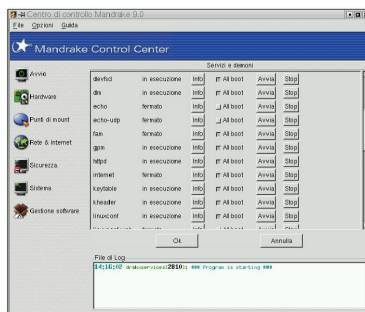 Centro di controllo Mandrake 9.0
File Opzioni Guida
Mandrake Control Center
Servizi e demoni
Avvio
Hardware
Punti di mount
Rete & Internet
Sicurezza
Sistema
Gestione software
devfsd in esecuzione Info All boot Avvia Stop
dm in esecuzione Info All boot Avvia Stop
echo fermato Info All boot Avvia Stop
echo-udp fermato Info All boot Avvia Stop
fam fermato Info All boot Avvia Stop
gpm in esecuzione Info All boot Avvia Stop
httpd in esecuzione Info All boot Avvia Stop
internet fermato Info All boot Avvia Stop
keytable in esecuzione Info All boot Avvia Stop
kheader in esecuzione Info All boot Avvia Stop
linuxconf in esecuzione Info All boot Avvia Stop
Ok Annulla
File di Log
14:16:02 drakxservices[2810]: ### Program is starting ###